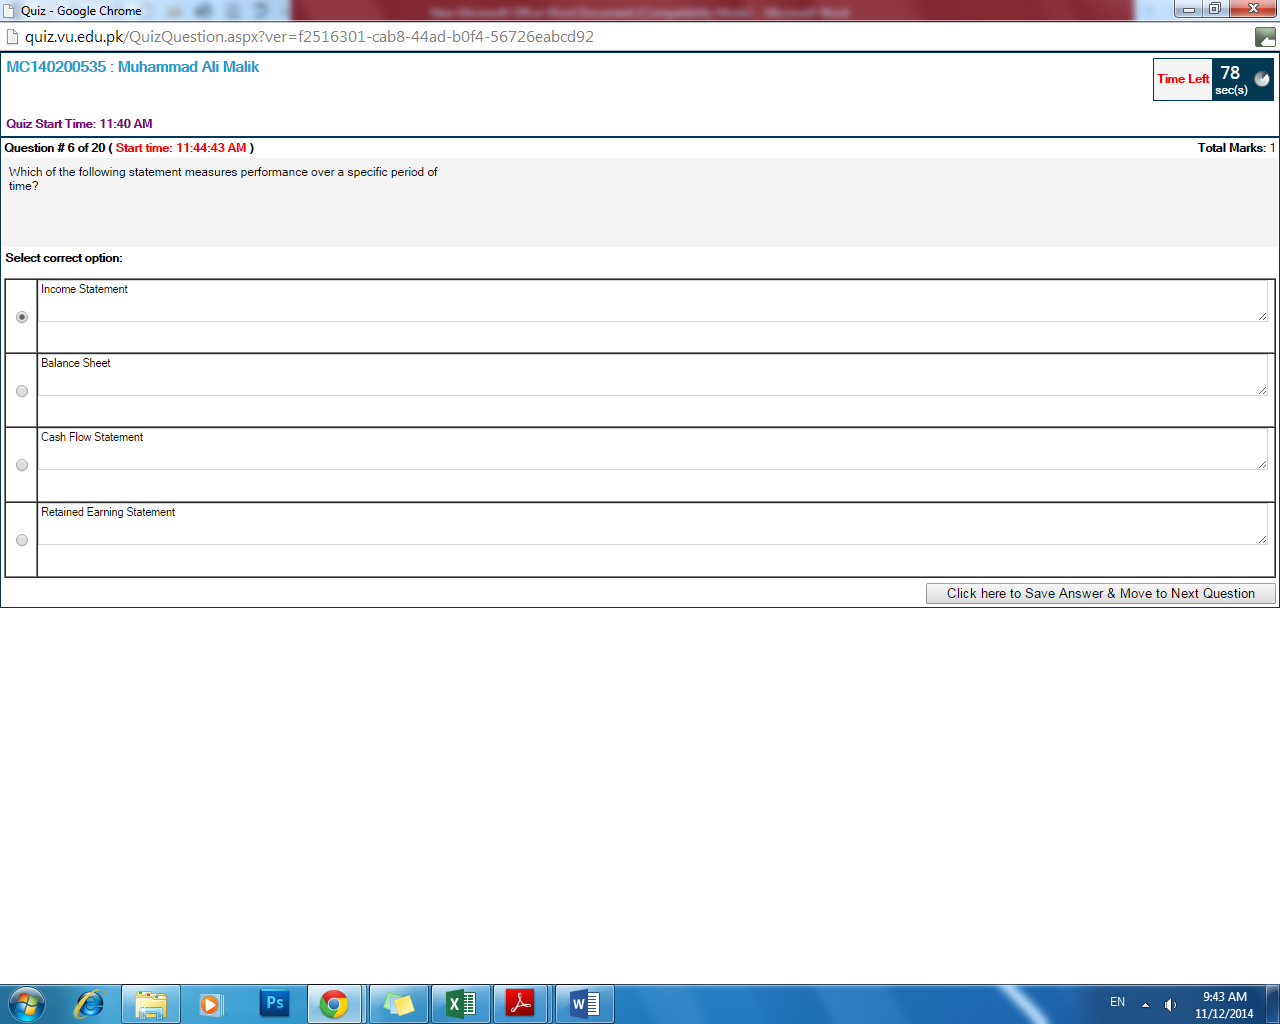 Quiz - Google Chrome
quiz.vu.edu.pk/QuizQuestion.aspx?ver=f2516301-cab8-44ad-b0f4-56726eabcd92
MC140200535 : Muhammad Ali Malik
Time Left 78 sec(s)
Quiz Start Time: 11:40 AM
Question # 6 of 20 ( Start time: 11:44:43 AM )
Total Marks: 1
Which of the following statement measures performance over a specific period of
time?
Select correct option:
Income Statement
Balance Sheet
Cash Flow Statement
Retained Earning Statement
Click here to Save Answer & Move to Next Question
Ps
EN
9:43 AM
11/12/2014